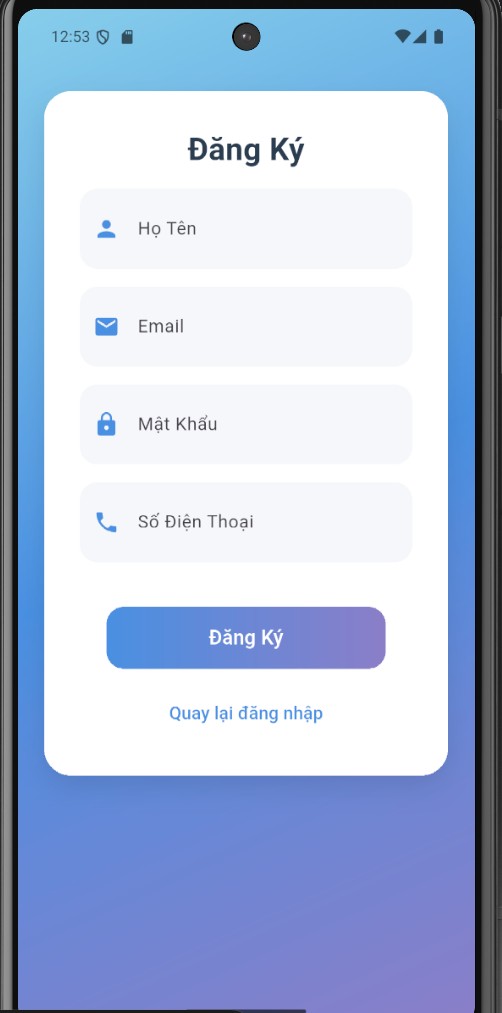 12:53
Đăng Ký
Họ Tên
Email
Mật Khẩu
Số Điện Thoại
Đăng Ký
Quay lại đăng nhập